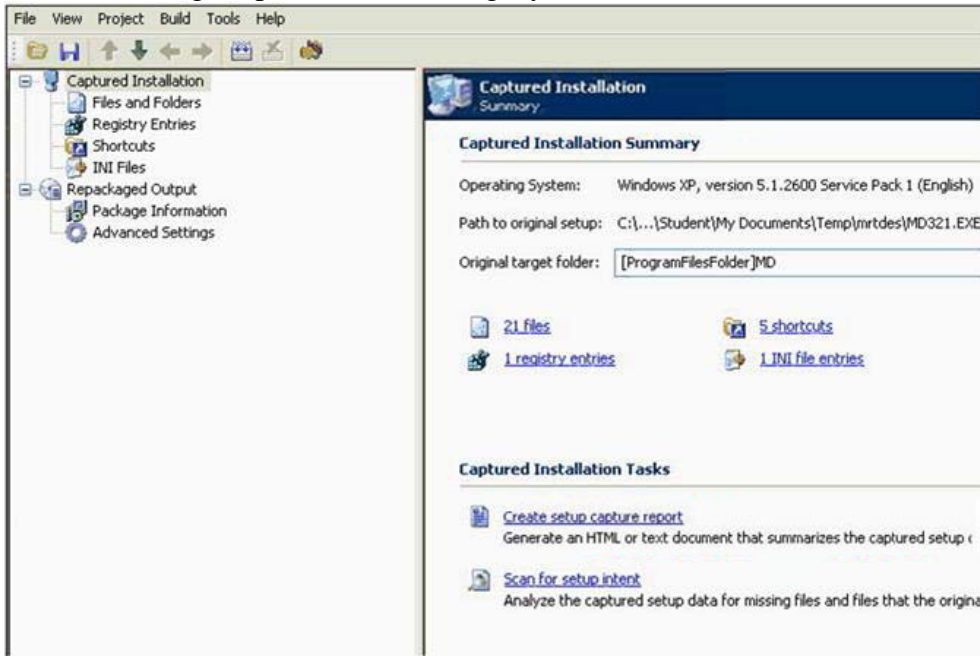 File View Project Build Tools Help
Captured Installation
Files and Folders
Registry Entries
Shortcuts
INI Files
Repackaged Output
Package Information
Advanced Settings
Captured Installation
Summary
Captured Installation Summary
Operating System: Windows XP, version 5.1.2600 Service Pack 1 (English)
Path to original setup: C:\...\Student\My Documents\Temp\mrtdes\MD321.EXE
Original target folder: [ProgramFilesFolder]MD
21 files 5 shortcuts
1 registry entries 1 INI file entries
Captured Installation Tasks
Create setup capture report
Generate an HTML or text document that summarizes the captured setup
Scan for setup intent
Analyze the captured setup data for missing files and files that the origina